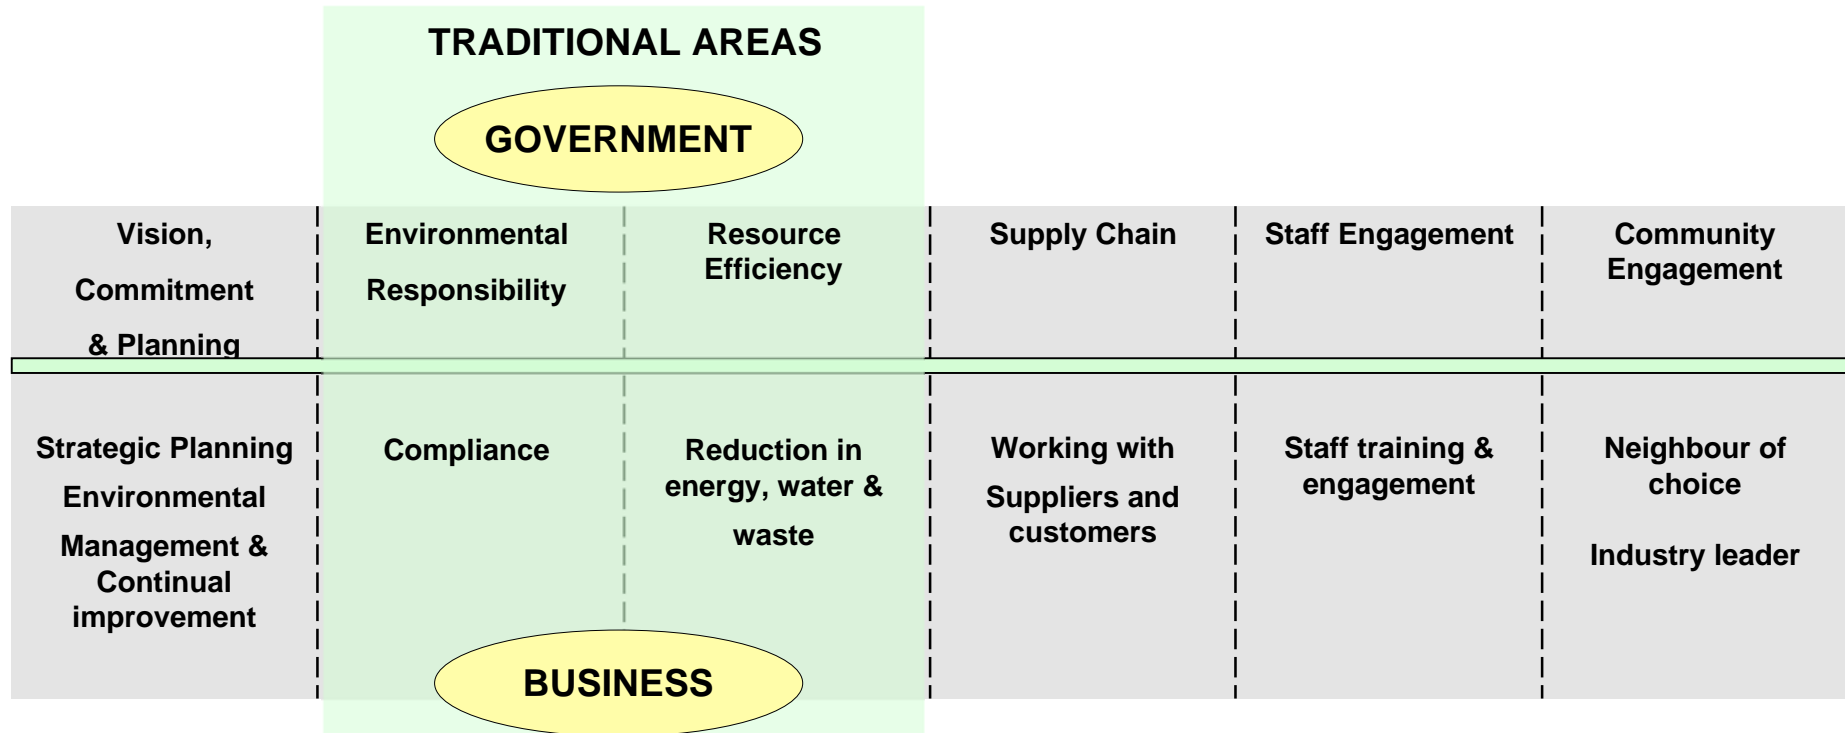 TRADITIONAL AREAS
GOVERNMENT
Vision,
Commitment
& Planning
Environmental
Responsibility
Resource
Efficiency
Supply Chain
Staff Engagement
Community
Engagement
Strategic Planning
Environmental
Management &
Continual
improvement
Compliance
Reduction in
energy, water &
waste
Working with
Suppliers and
customers
Staff training &
engagement
Neighbour of
choice
Industry leader
BUSINESS